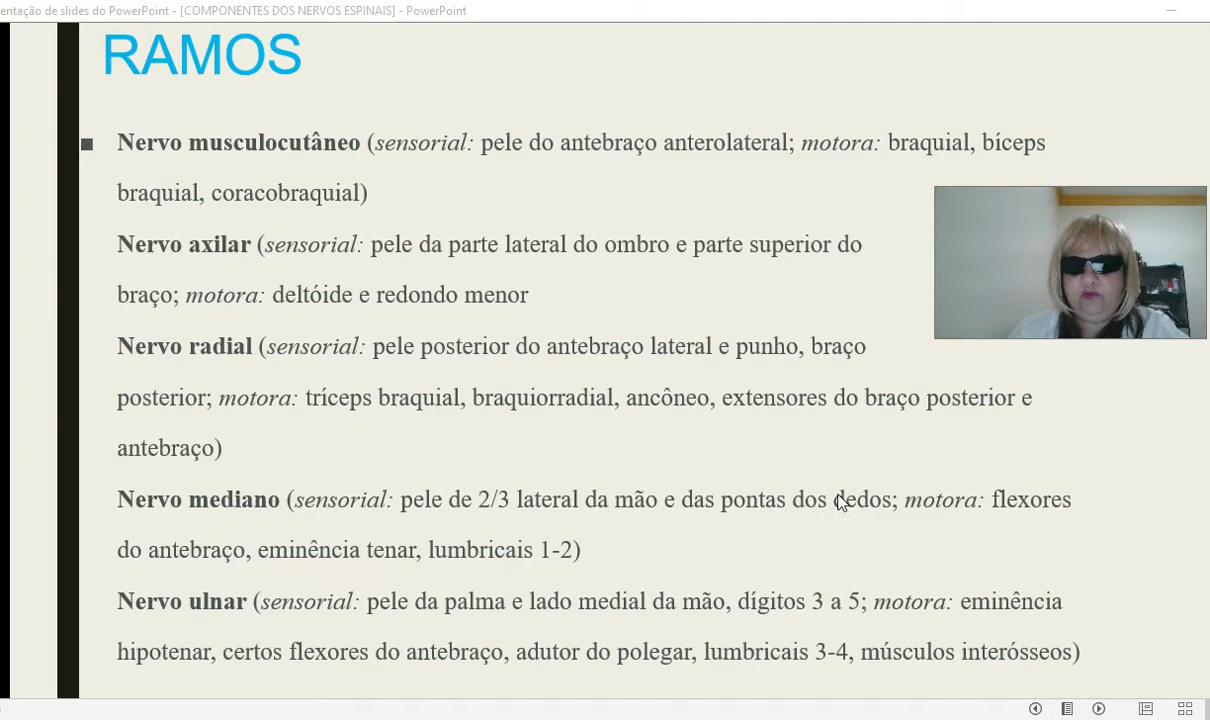 entação de slides do PowerPoint - [COMPONENTES DOS NERVOS ESPINAIS] - PowerPoint
RAMOS
Nervo musculocutâneo (sensorial: pele do antebraço anterolateral; motora: braquial, bíceps
braquial, coracobraquial)
Nervo axilar (sensorial: pele da parte lateral do ombro e parte superior do
braço; motora: deltóide e redondo menor
Nervo radial (sensorial: pele posterior do antebraço lateral e punho, braço
posterior; motora: tríceps braquial, braquiorradial, ancôneo, extensores do braço posterior e
antebraço)
Nervo mediano (sensorial: pele de 2/3 lateral da mão e das pontas dos dedos; motora: flexores
do antebraço, eminência tenar, lumbricais 1-2)
Nervo ulnar (sensorial: pele da palma e lado medial da mão, dígitos 3 a 5; motora: eminência
hipotenar, certos flexores do antebraço, adutor do polegar, lumbricais 3-4, músculos interósseos)